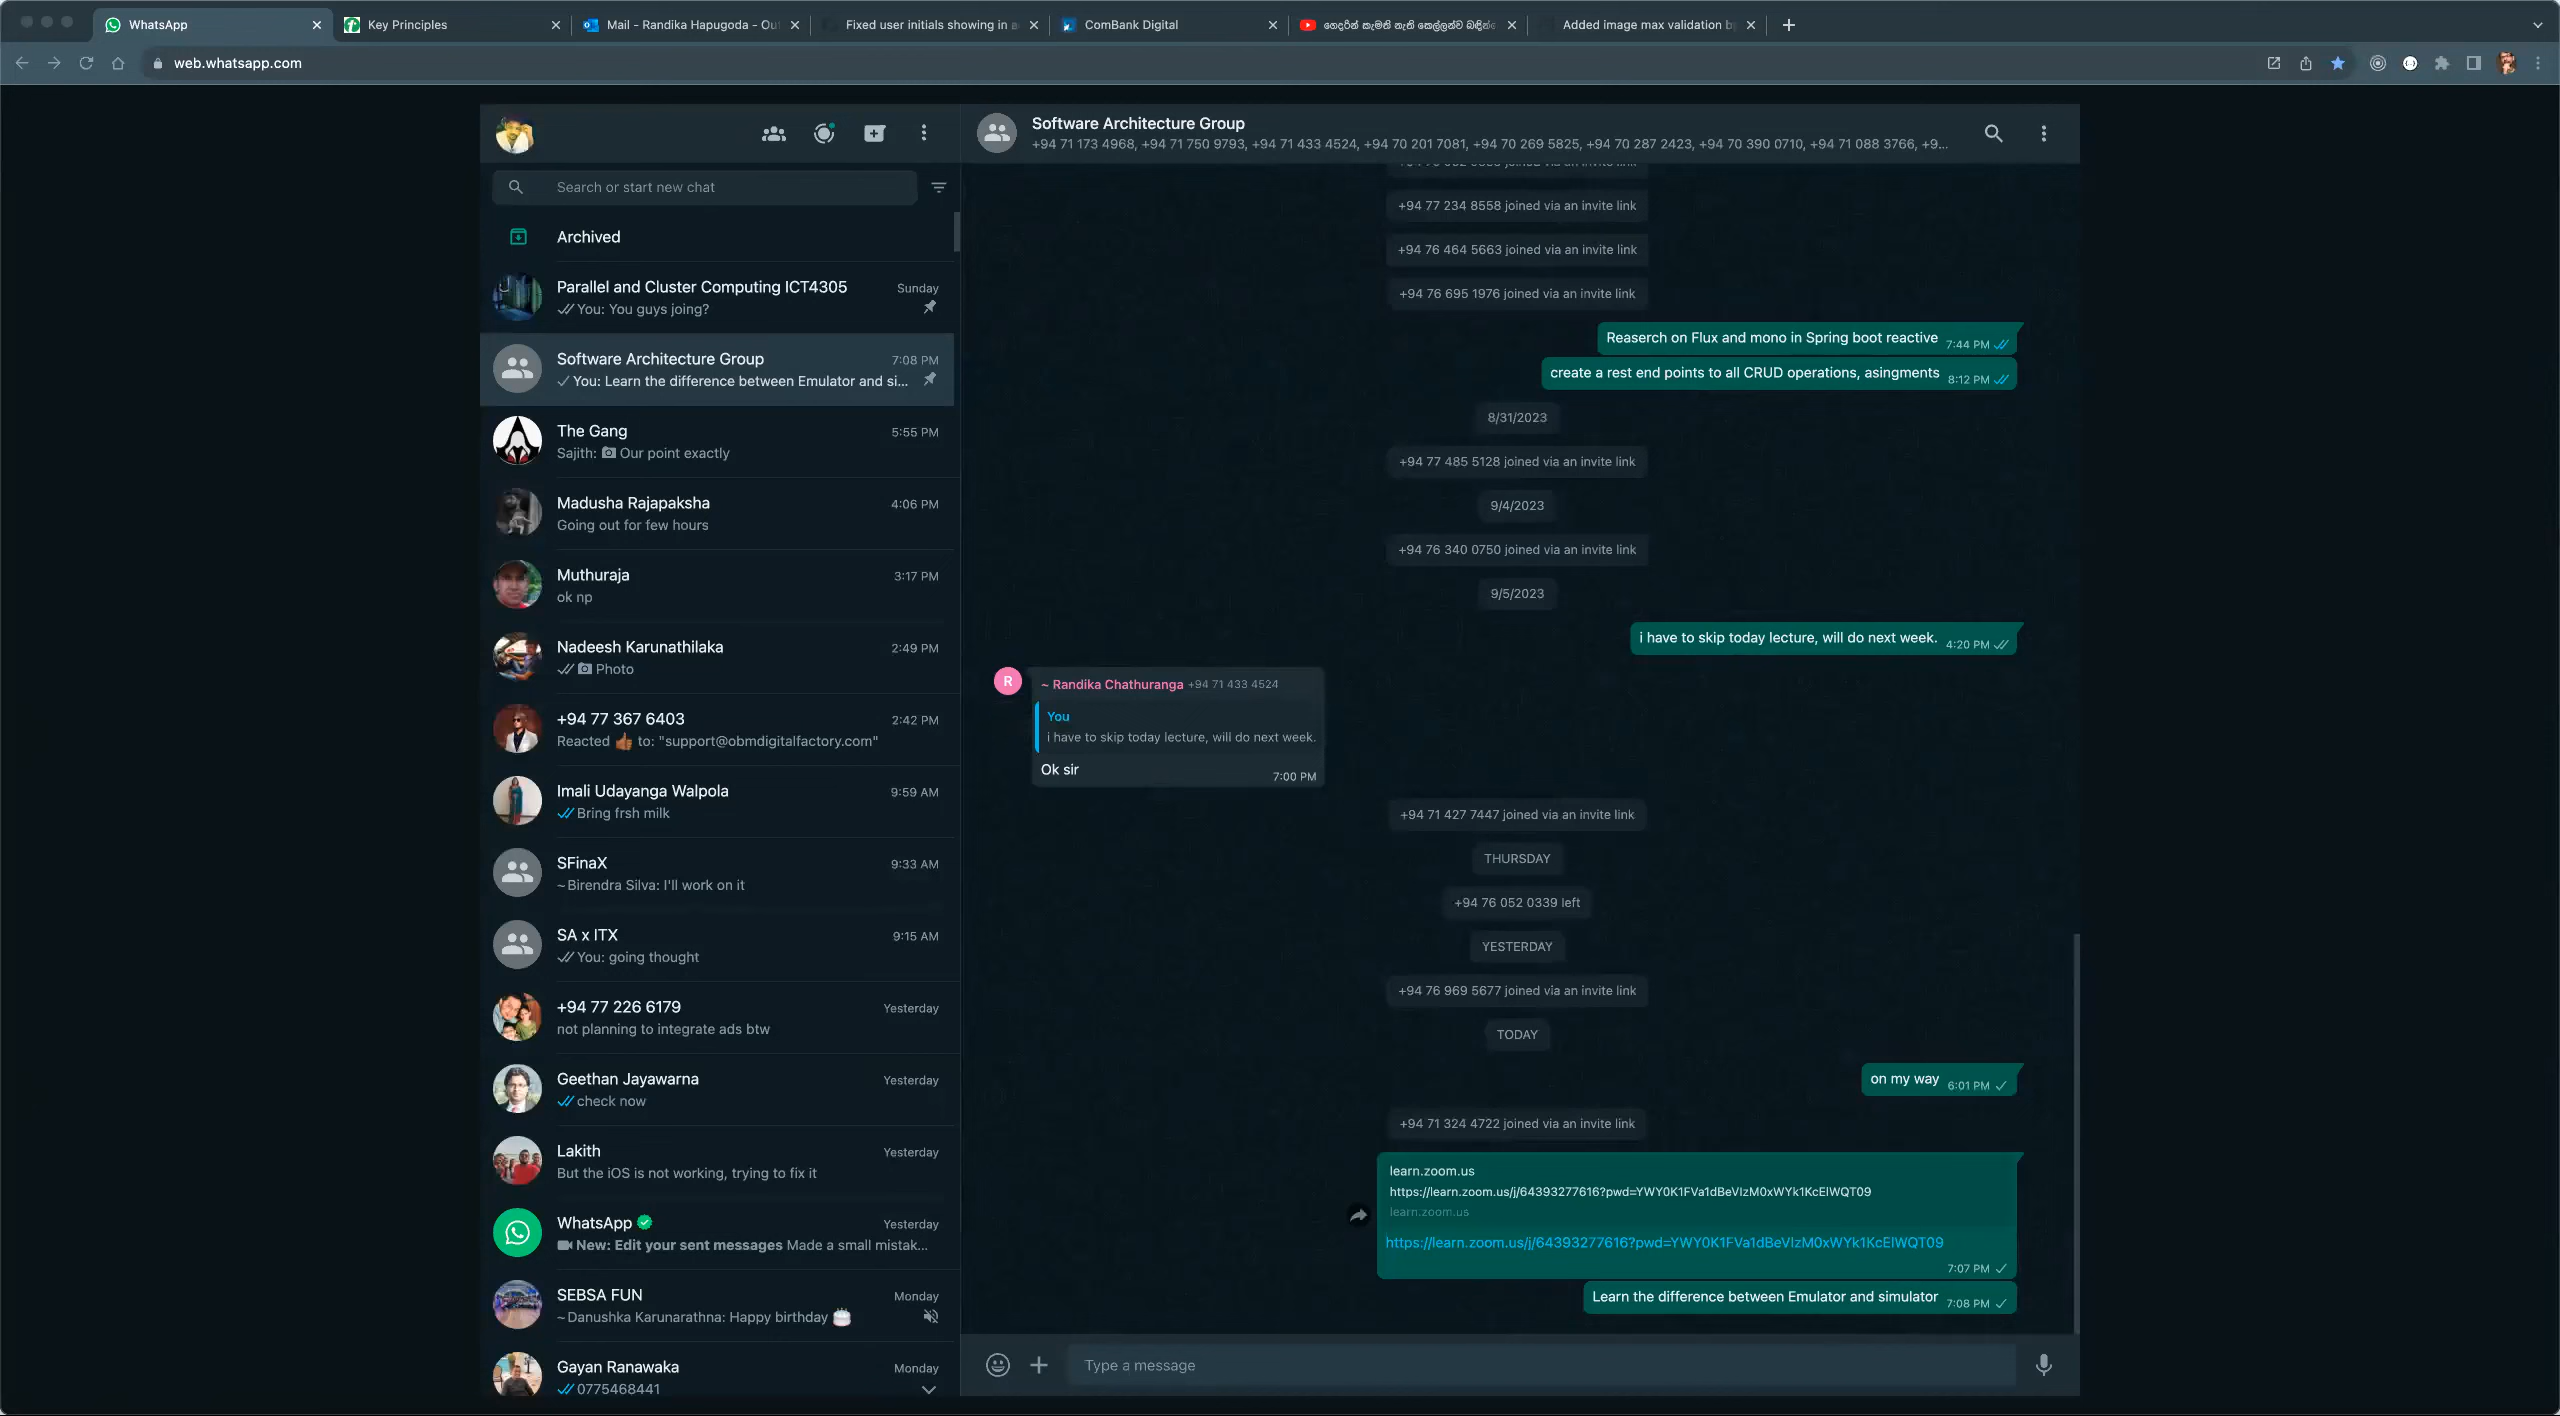 WhatsApp
Key Principles
Mail - Randika Hapugoda - Ou
Fixed user initials showing in
ComBank Digital
ගෙදරින් කැමති නැති කෙල්ලන්ව බඳින්
Added image max validation
web.whatsapp.com
Search or start new chat
Archived
Parallel and Cluster Computing ICT4305
Sunday
You: You guys joing?
Software Architecture Group
7:08 PM
You: Learn the difference between Emulator and si...
The Gang
5:55 PM
Sajith: Our point exactly
Madusha Rajapaksha
4:06 PM
Going out for few hours
Muthuraja
3:17 PM
ok np
Nadeesh Karunathilaka
2:49 PM
Photo
+94 77 367 6403
2:42 PM
Reacted 👍🏾 to: "support@obmdigitalfactory.com"
Imali Udayanga Walpola
9:59 AM
Bring frsh milk
SFinaX
9:33 AM
~Birendra Silva: I'll work on it
SA x ITX
9:15 AM
You: going thought
+94 77 226 6179
Yesterday
not planning to integrate ads btw
Geethan Jayawarna
Yesterday
check now
Lakith
Yesterday
But the iOS is not working, trying to fix it
WhatsApp
Yesterday
New: Edit your sent messages Made a small mistak...
SEBSA FUN
Monday
~Danushka Karunarathna: Happy birthday 🎂
Gayan Ranawaka
Monday
0775468441
Software Architecture Group
+94 71 173 4968, +94 71 750 9793, +94 71 433 4524, +94 70 201 7081, +94 70 269 5825, +94 70 287 2423, +94 70 390 0710, +94 71 088 3766, +9...
joined via an invite link
+94 77 234 8558 joined via an invite link
+94 76 464 5663 joined via an invite link
+94 76 695 1976 joined via an invite link
Reaserch on Flux and mono in Spring boot reactive 7:44 PM
create a rest end points to all CRUD operations, asingments 8:12 PM
8/31/2023
+94 77 485 5128 joined via an invite link
9/4/2023
+94 76 340 0750 joined via an invite link
9/5/2023
i have to skip today lecture, will do next week. 4:20 PM
R
~ Randika Chathuranga +94 71 433 4524
You
i have to skip today lecture, will do next week.
Ok sir
7:00 PM
+94 71 427 7447 joined via an invite link
THURSDAY
+94 76 052 0339 left
YESTERDAY
+94 76 969 5677 joined via an invite link
TODAY
on my way 6:01 PM
+94 71 324 4722 joined via an invite link
learn.zoom.us
https://learn.zoom.us/j/64393277616?pwd=YWY0K1FVa1dBeVIzM0xWYk1KcElWQT09
learn.zoom.us
https://learn.zoom.us/j/64393277616?pwd=YWY0K1FVa1dBeVIzM0xWYk1KcElWQT09
7:07 PM
Learn the difference between Emulator and simulator 7:08 PM
Type a message